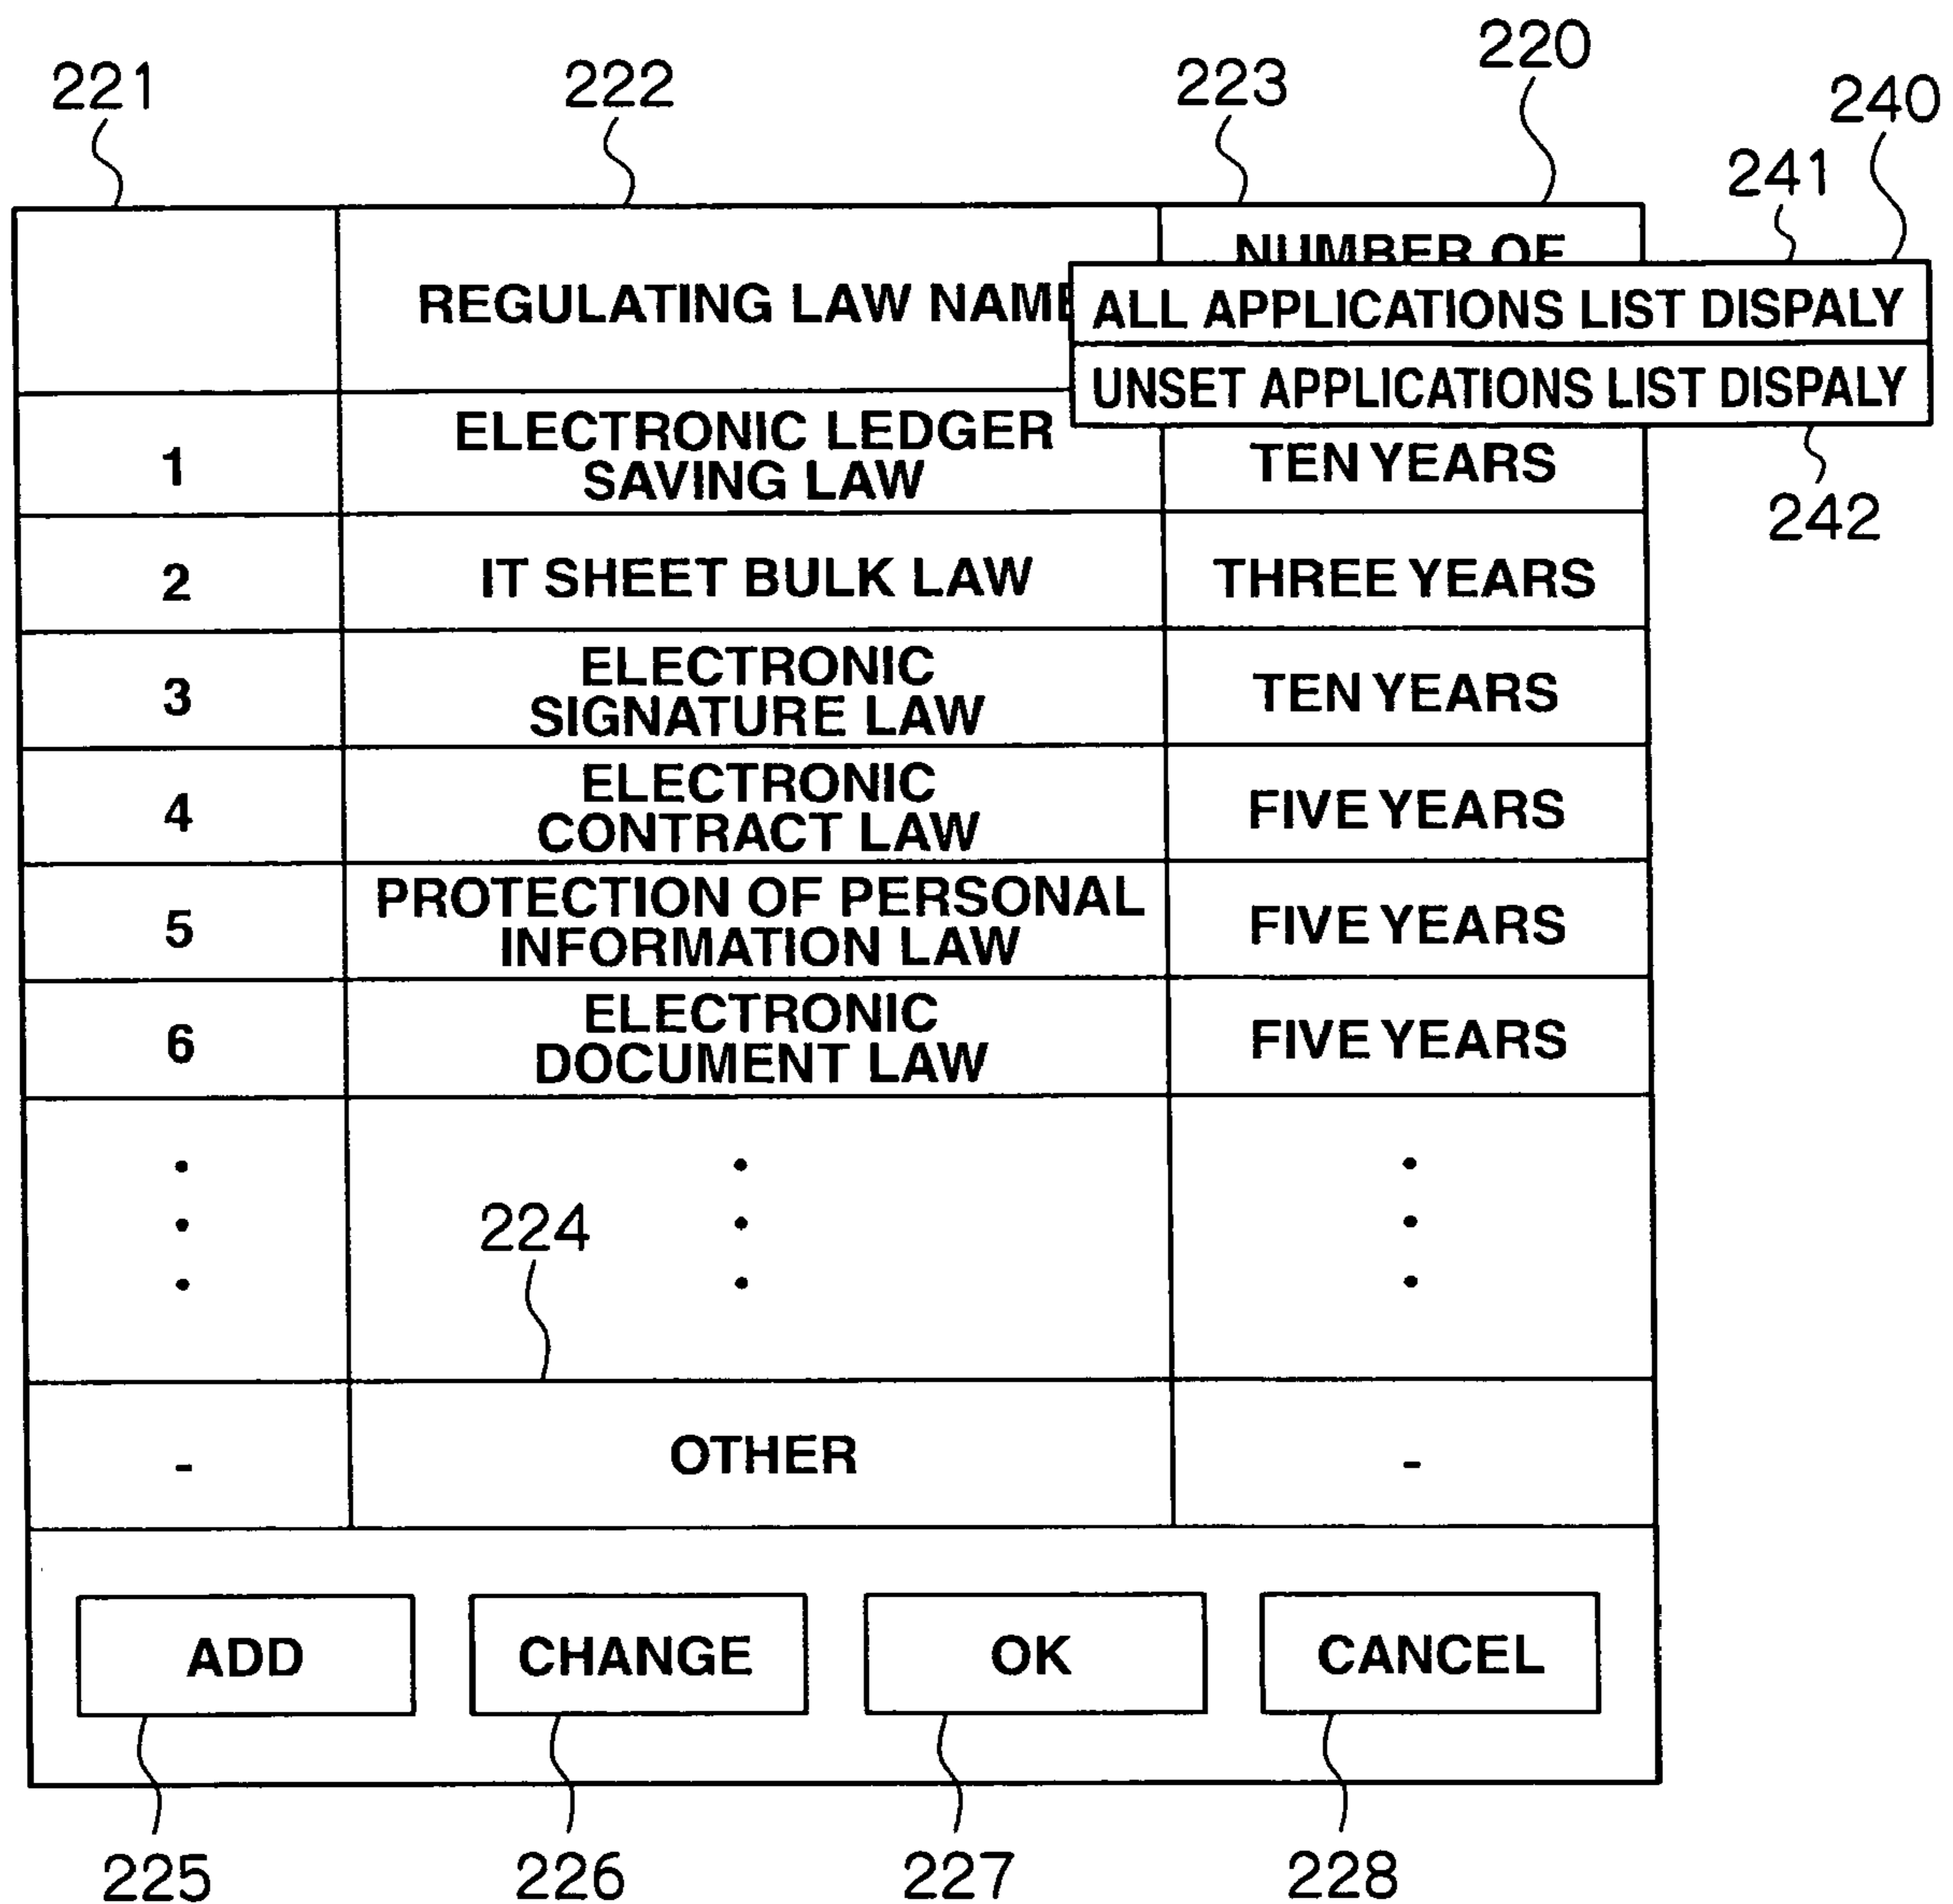 220
221
222
223
240
241
NUMBER OF
REGULATING LAW NAME
ALL APPLICATIONS LIST DISPALY
UNSET APPLICATIONS LIST DISPALY
242
1
ELECTRONIC LEDGER
SAVING LAW
TEN YEARS
2
IT SHEET BULK LAW
THREE YEARS
3
ELECTRONIC
SIGNATURE LAW
TEN YEARS
4
ELECTRONIC
CONTRACT LAW
FIVE YEARS
5
PROTECTION OF PERSONAL
INFORMATION LAW
FIVE YEARS
6
ELECTRONIC
DOCUMENT LAW
FIVE YEARS
224
-
OTHER
-
ADD
CHANGE
OK
CANCEL
225
226
227
228